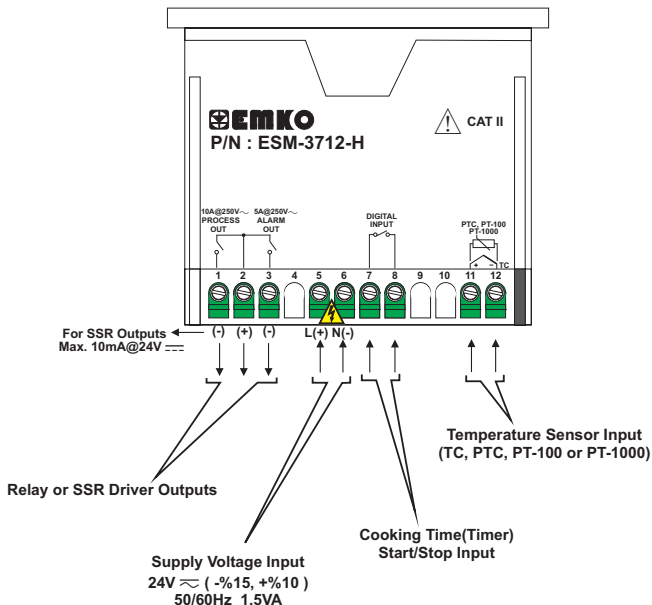 EMKO
P/N : ESM-3712-H
CAT II
10A@250V~ 5A@250V~
PROCESS ALARM
OUT OUT
DIGITAL
INPUT
PTC, PT-100
PT-1000
+ − TC
1 2 3 4 5 6 7 8 9 10 11 12
For SSR Outputs (-) (+) (-) L(+) N(-)
Max. 10mA@24V ⎓
Temperature Sensor Input
(TC, PTC, PT-100 or PT-1000)
Relay or SSR Driver Outputs
Cooking Time(Timer)
Start/Stop Input
Supply Voltage Input
24V ⏦ ( -%15, +%10 )
50/60Hz 1.5VA